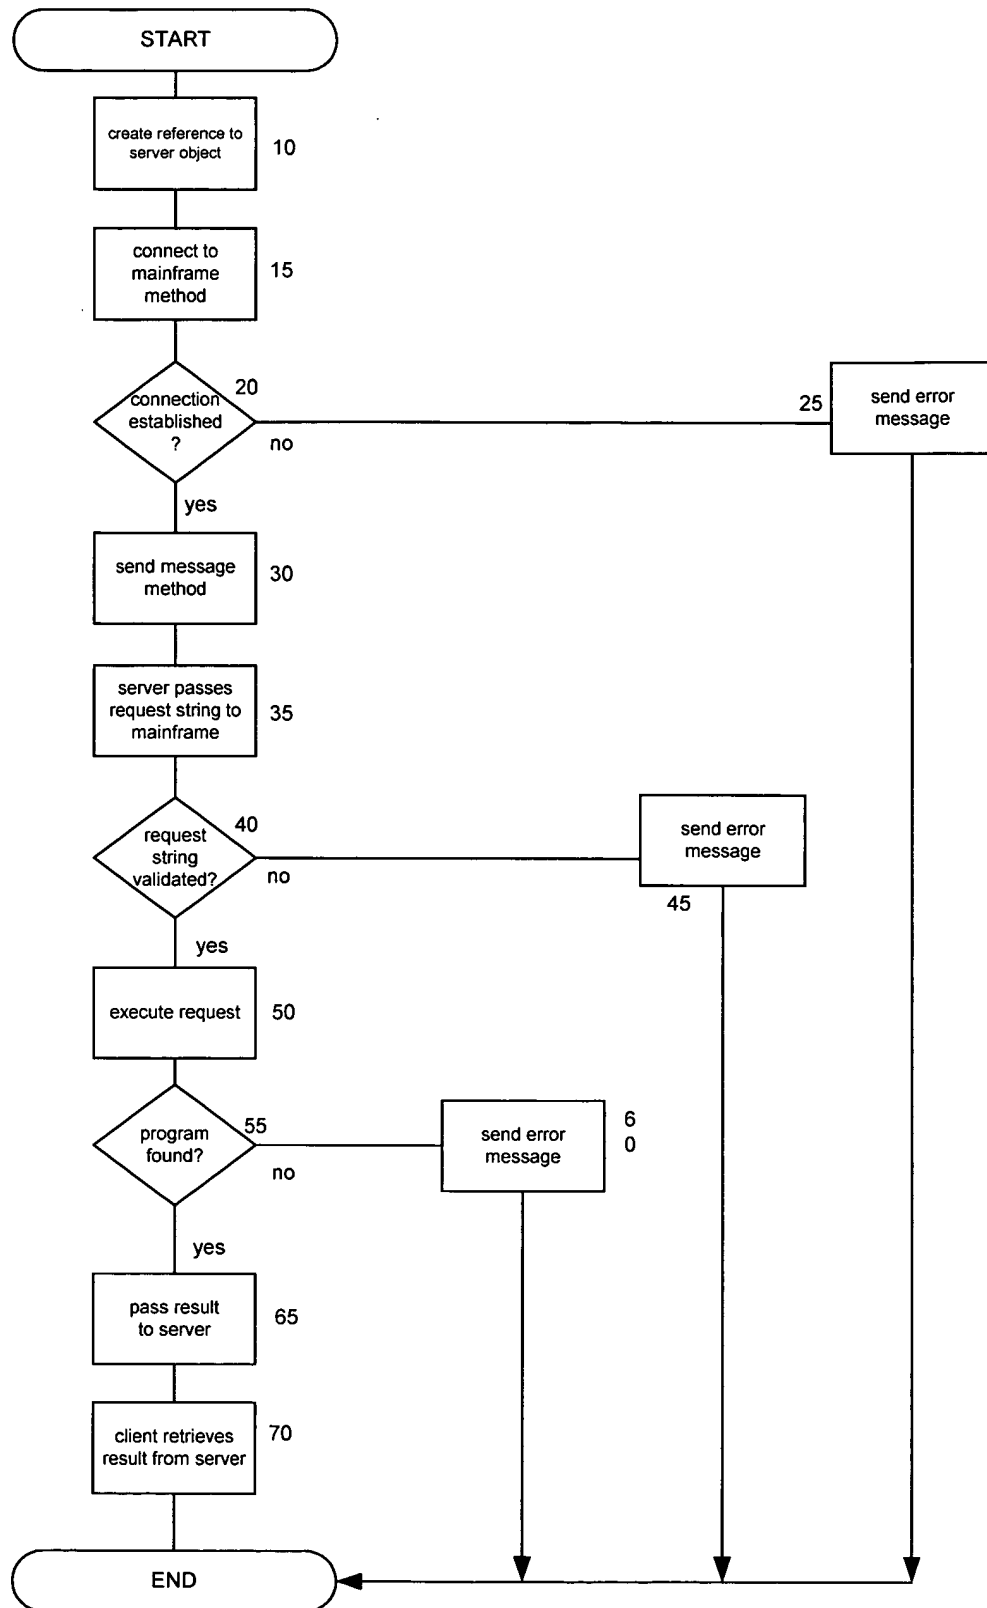 START
create reference to
server object
10
connect to
mainframe
method
15
20
connection
established
?
no
25
send error
message
yes
send message
method
30
server passes
request string to
mainframe
35
40
request
string
validated?
no
send error
message
45
yes
execute request
50
55
program
found?
no
send error
message
6
0
yes
pass result
to server
65
client retrieves
result from server
70
END